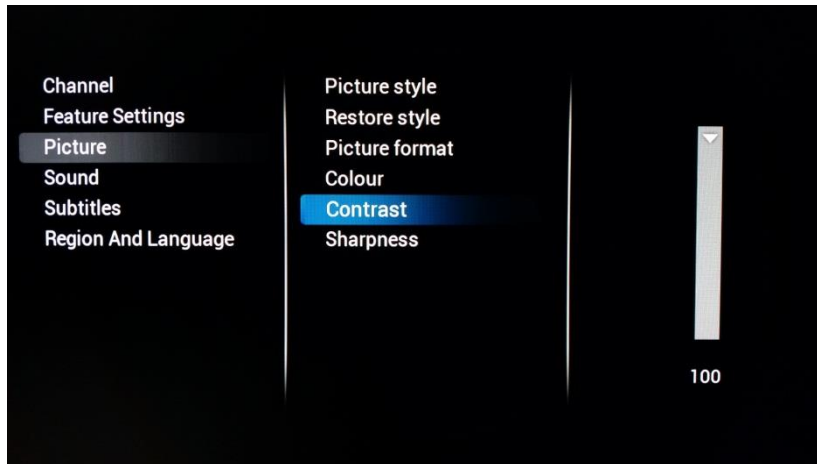 Channel
Feature Settings
Picture
Sound
Subtitles
Region And Language
Picture style
Restore style
Picture format
Colour
Contrast
Sharpness
100